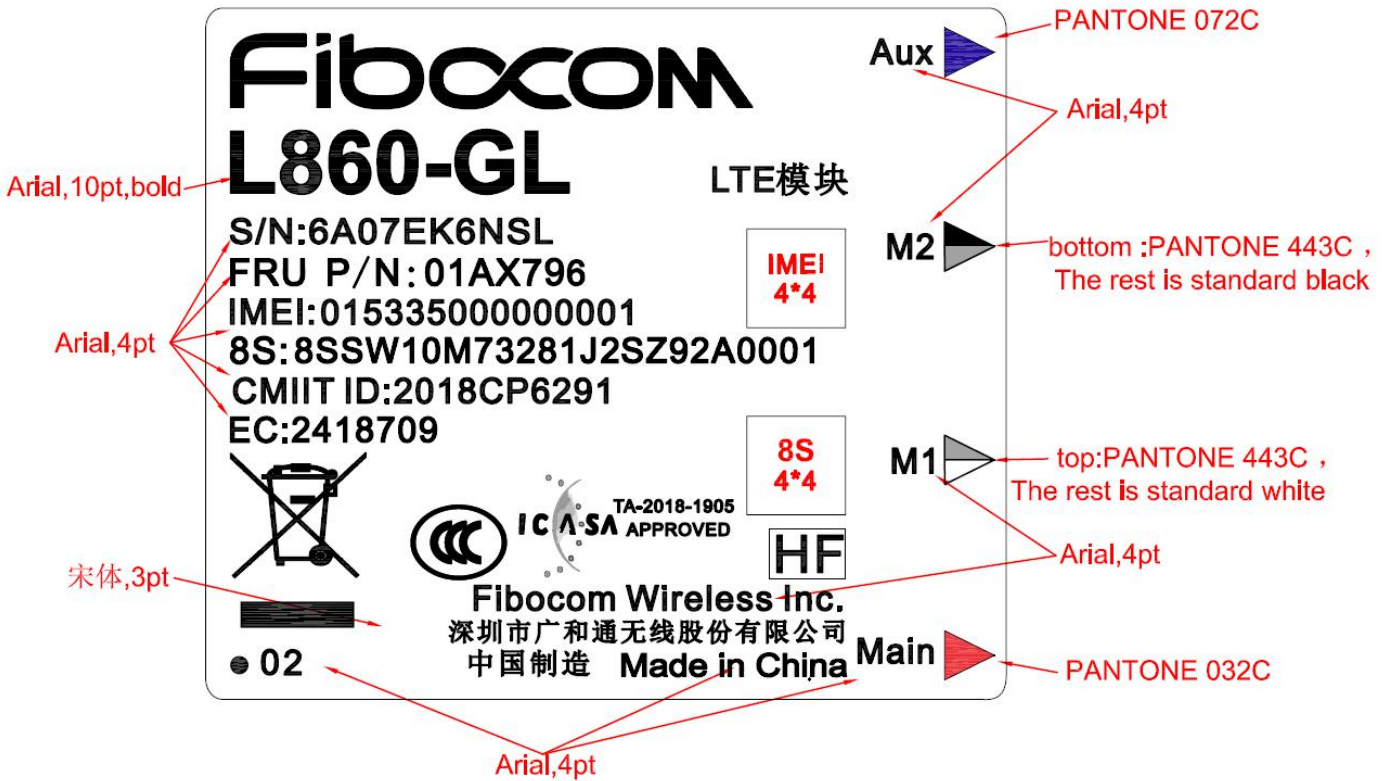 PANTONE 072C
Fibocom
Aux
Arial,4pt
L860-GL
LTE模块
Arial,10pt,bold
S/N:6A07EK6NSL
M2
bottom :PANTONE 443C ，
The rest is standard black
IMEI
4*4
FRU P/N:01AX796
IMEI:015335000000001
Arial,4pt
8S:8SSW10M73281J2SZ92A0001
CMIIT ID:2018CP6291
EC:2418709
8S
4*4
M1
top:PANTONE 443C ，
The rest is standard white
CCC
ICASA
TA-2018-1905
APPROVED
HF
Arial,4pt
宋体,3pt
Fibocom Wireless Inc.
深圳市广和通无线股份有限公司
02
中国制造 Made in China
Main
PANTONE 032C
Arial,4pt